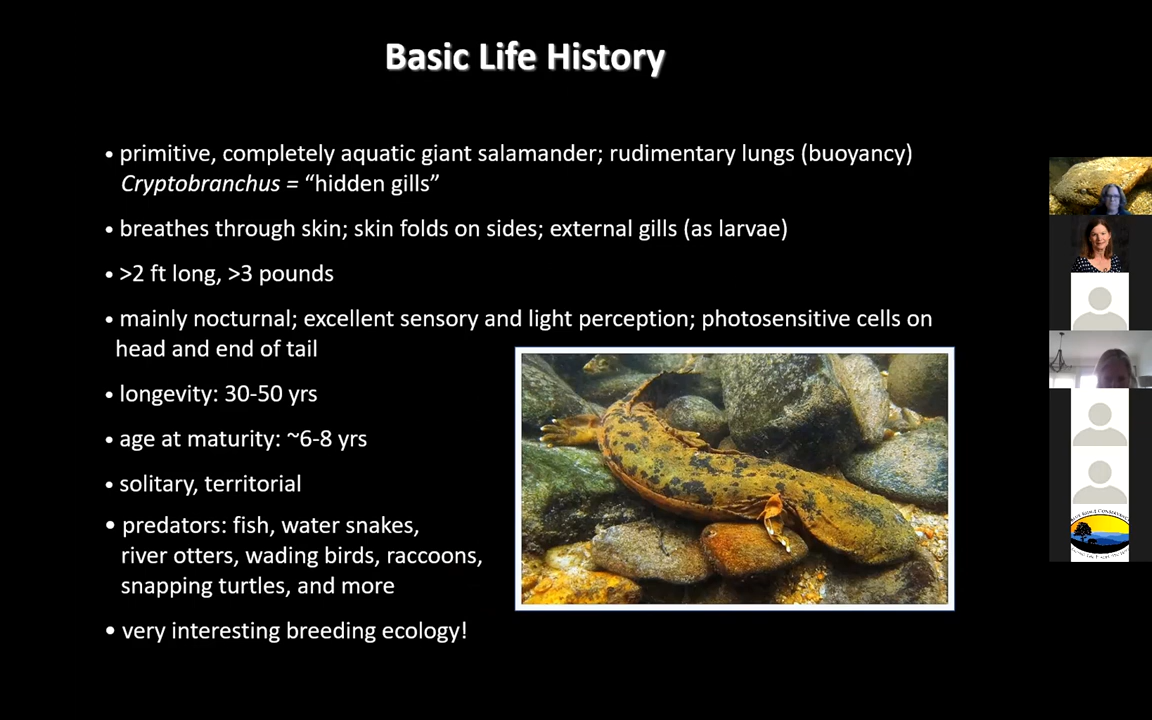 Basic Life History
• primitive, completely aquatic giant salamander; rudimentary lungs (buoyancy)
Cryptobranchus = “hidden gills”
• breathes through skin; skin folds on sides; external gills (as larvae)
• >2 ft long, >3 pounds
• mainly nocturnal; excellent sensory and light perception; photosensitive cells on
head and end of tail
• longevity: 30-50 yrs
• age at maturity: ~6-8 yrs
• solitary, territorial
• predators: fish, water snakes,
river otters, wading birds, raccoons,
snapping turtles, and more
• very interesting breeding ecology!